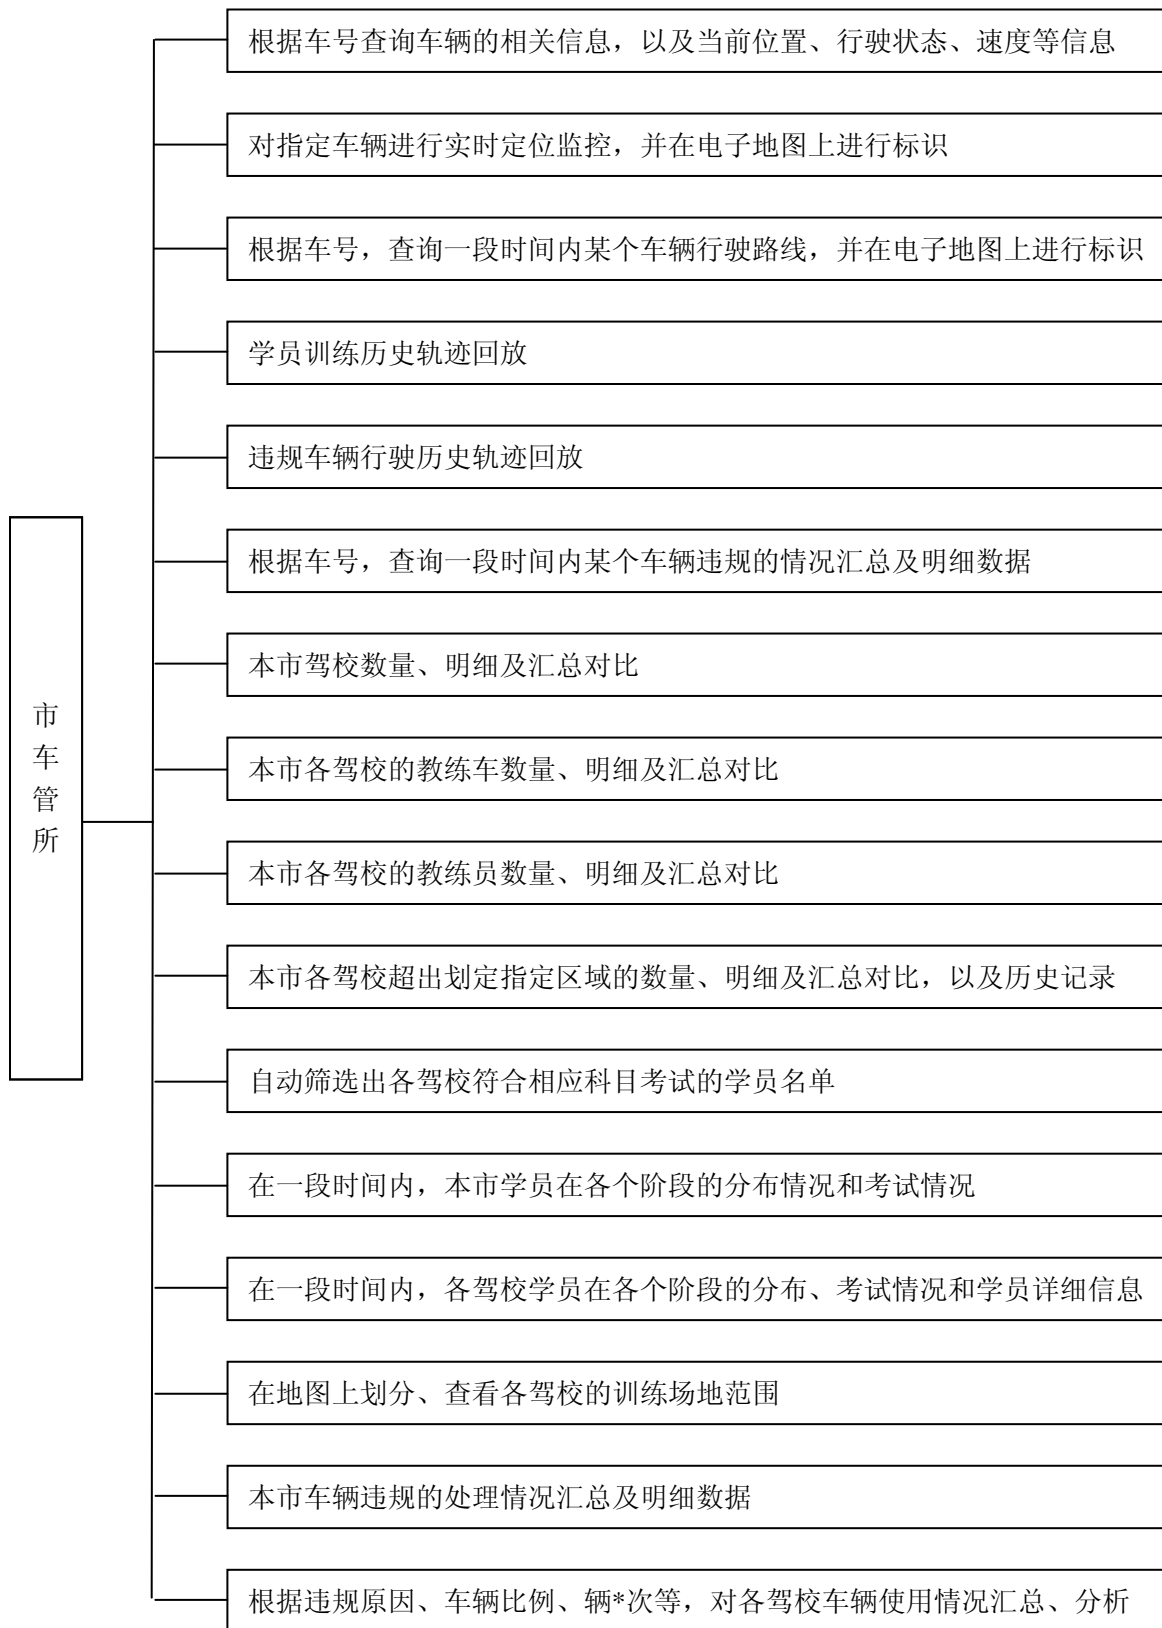 根据车号查询车辆的相关信息，以及当前位置、行驶状态、速度等信息
对指定车辆进行实时定位监控，并在电子地图上进行标识
根据车号，查询一段时间内某个车辆行驶路线，并在电子地图上进行标识
学员训练历史轨迹回放
违规车辆行驶历史轨迹回放
根据车号，查询一段时间内某个车辆违规的情况汇总及明细数据
本市驾校数量、明细及汇总对比
市
车
管
所
本市各驾校的教练车数量、明细及汇总对比
本市各驾校的教练员数量、明细及汇总对比
本市各驾校超出划定指定区域的数量、明细及汇总对比，以及历史记录
自动筛选出各驾校符合相应科目考试的学员名单
在一段时间内，本市学员在各个阶段的分布情况和考试情况
在一段时间内，各驾校学员在各个阶段的分布、考试情况和学员详细信息
在地图上划分、查看各驾校的训练场地范围
本市车辆违规的处理情况汇总及明细数据
根据违规原因、车辆比例、辆*次等，对各驾校车辆使用情况汇总、分析